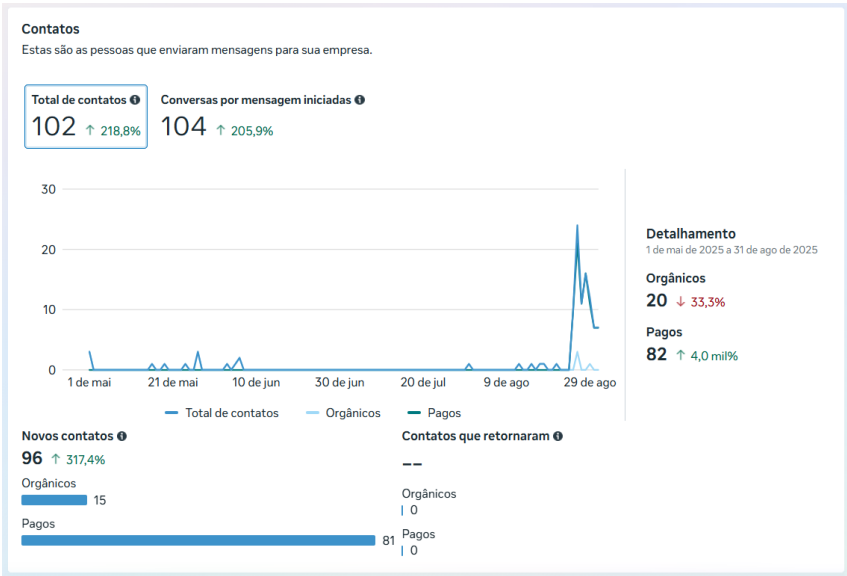 Contatos
Estas são as pessoas que enviaram mensagens para sua empresa.
Total de contatos
102 ↑ 218,8%
Conversas por mensagem iniciadas
104 ↑ 205,9%
30
20
10
0
1 de mai
21 de mai
10 de jun
30 de jun
20 de jul
9 de ago
29 de ago
Total de contatos
Orgânicos
Pagos
Detalhamento
1 de mai de 2025 a 31 de ago de 2025
Orgânicos
20 ↓ 33,3%
Pagos
82 ↑ 4,0 mil%
Novos contatos
96 ↑ 317,4%
Orgânicos
15
Pagos
81
Contatos que retornaram
--
Orgânicos
0
Pagos
0